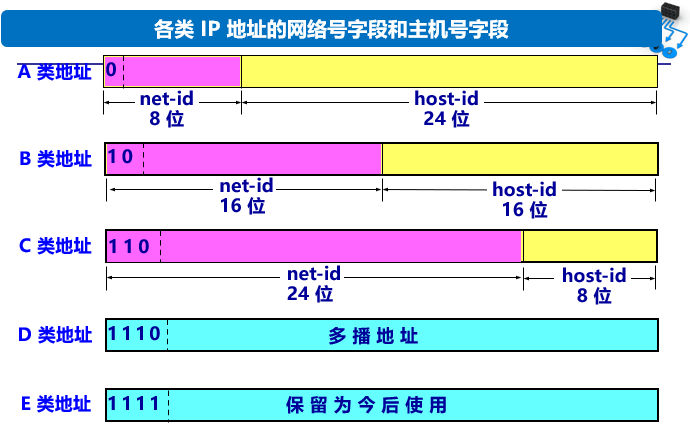 各类 IP 地址的网络号字段和主机号字段
A 类地址
0
net-id
8 位
host-id
24 位
B 类地址
1 0
net-id
16 位
host-id
16 位
C 类地址
1 1 0
net-id
24 位
host-id
8 位
D 类地址
1 1 1 0
多 播 地 址
E 类地址
1 1 1 1
保 留 为 今 后 使 用